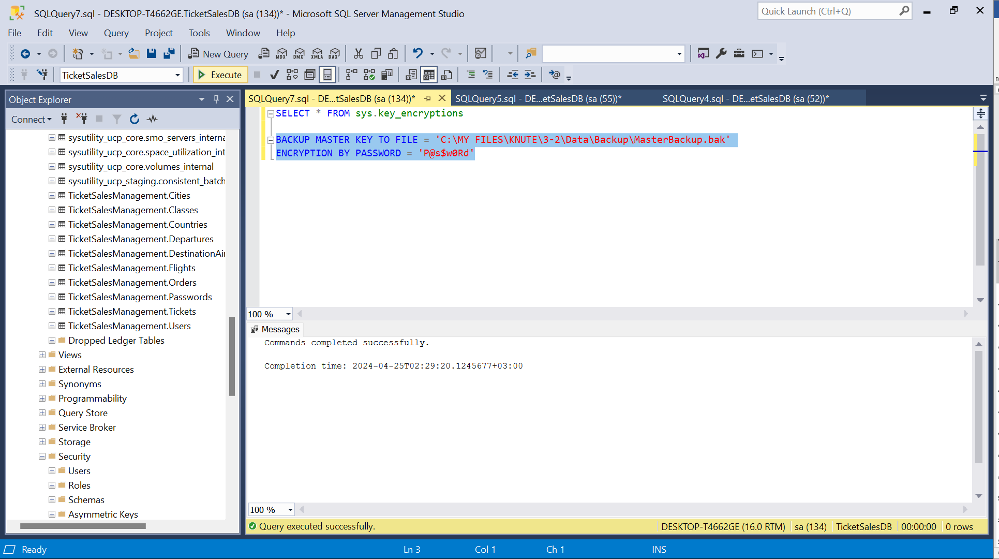 SQLQuery7.sql - DESKTOP-T4662GE.TicketSalesDB (sa (134))* - Microsoft SQL Server Management Studio
Quick Launch (Ctrl+Q)
File Edit View Query Project Tools Window Help
New Query MDX DMX XMLA DAX
TicketSalesDB Execute
Object Explorer
Connect
sysutility_ucp_core.smo_servers_interna
sysutility_ucp_core.space_utilization_int
sysutility_ucp_core.volumes_internal
sysutility_ucp_staging.consistent_batch
TicketSalesManagement.Cities
TicketSalesManagement.Classes
TicketSalesManagement.Countries
TicketSalesManagement.Departures
TicketSalesManagement.DestinationAir
TicketSalesManagement.Flights
TicketSalesManagement.Orders
TicketSalesManagement.Passwords
TicketSalesManagement.Tickets
TicketSalesManagement.Users
Dropped Ledger Tables
Views
External Resources
Synonyms
Programmability
Query Store
Service Broker
Storage
Security
Users
Roles
Schemas
Asymmetric Keys
SQLQuery7.sql - DE...tSalesDB (sa (134))* SQLQuery5.sql - DE...etSalesDB (sa (55))* SQLQuery4.sql - DE...etSalesDB (sa (52))*
SELECT * FROM sys.key_encryptions
BACKUP MASTER KEY TO FILE = 'C:\MY FILES\KNUTE\3-2\Data\Backup\MasterBackup.bak'
ENCRYPTION BY PASSWORD = 'P@s$w0Rd'
100 %
Messages
Commands completed successfully.
Completion time: 2024-04-25T02:29:20.1245677+03:00
100 %
Query executed successfully. DESKTOP-T4662GE (16.0 RTM) sa (134) TicketSalesDB 00:00:00 0 rows
Ready Ln 3 Col 1 Ch 1 INS